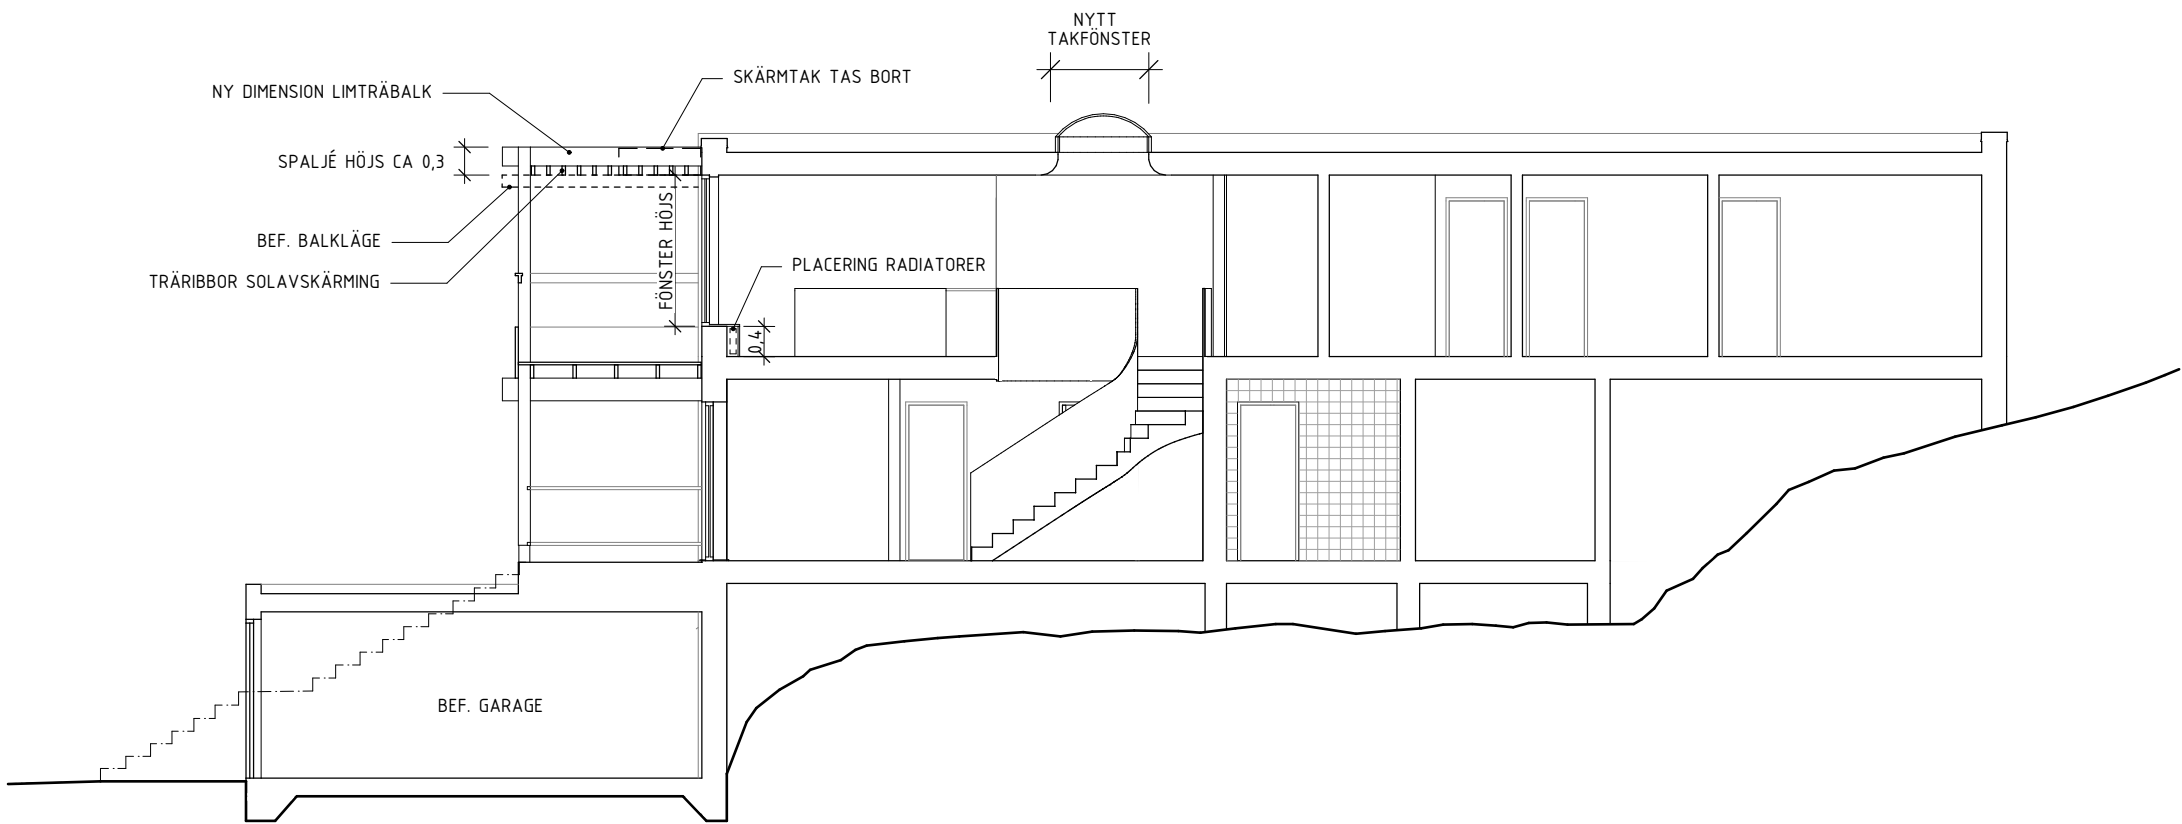 NYTT
TAKFÖNSTER
SKÄRMTAK TAS BORT
NY DIMENSION LIMTRÄBALK
SPALJÉ HÖJS CA 0,3
BEF. BALKLÄGE
TRÄRIBBOR SOLAVSKÄRMING
FÖNSTER HÖJS
PLACERING RADIATORER
0,4
BEF. GARAGE